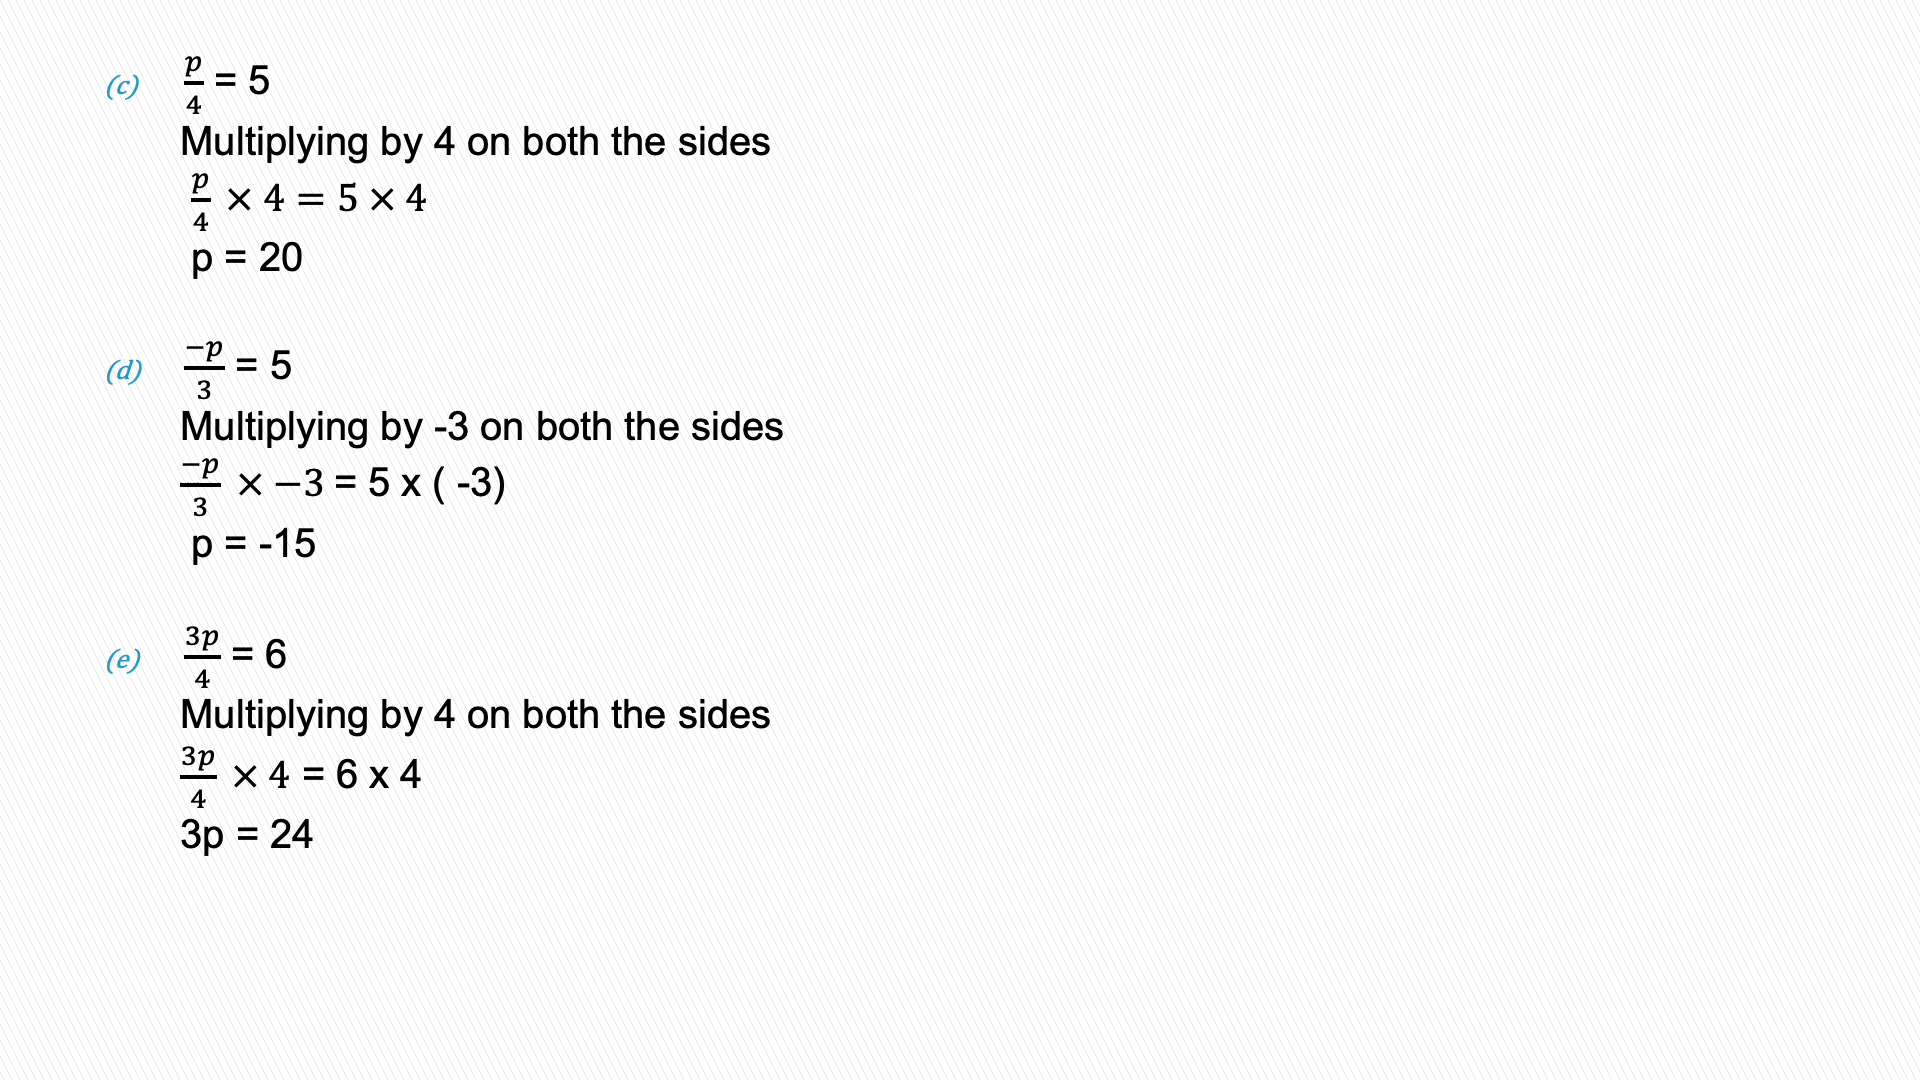 (c) p/4 = 5
Multiplying by 4 on both the sides
p/4 × 4 = 5 × 4
p = 20
(d) −p/3 = 5
Multiplying by -3 on both the sides
−p/3 × −3 = 5 x ( -3)
p = -15
(e) 3p/4 = 6
Multiplying by 4 on both the sides
3p/4 × 4 = 6 x 4
3p = 24